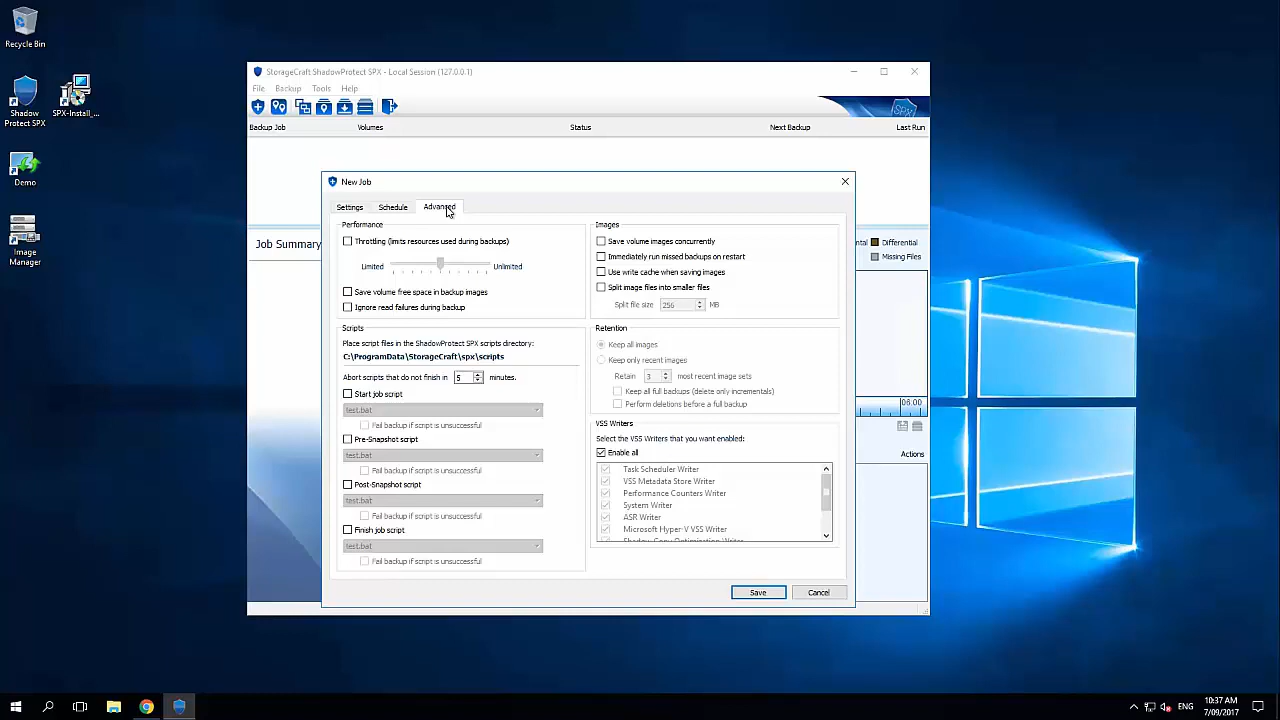 Recycle Bin
Shadow
Protect SPX
SPX-Install_...
Demo
Image
Manager
StorageCraft ShadowProtect SPX - Local Session (127.0.0.1)
File Backup Tools Help
Backup Job Volumes Status Next Backup Last Run
Job Summary
ntal Differential
Missing Files
06:00
Actions
New Job
Settings Schedule Advanced
Performance
Throttling (limits resources used during backups)
Limited Unlimited
Save volume free space in backup images
Ignore read failures during backup
Scripts
Place script files in the ShadowProtect SPX scripts directory:
C:\ProgramData\StorageCraft\spx\scripts
Abort scripts that do not finish in 5 minutes.
Start job script
test.bat
Fail backup if script is unsuccessful
Pre-Snapshot script
test.bat
Fail backup if script is unsuccessful
Post-Snapshot script
test.bat
Fail backup if script is unsuccessful
Finish job script
test.bat
Fail backup if script is unsuccessful
Images
Save volume images concurrently
Immediately run missed backups on restart
Use write cache when saving images
Split image files into smaller files
Split file size 256 MB
Retention
Keep all images
Keep only recent images
Retain 3 most recent image sets
Keep all full backups (delete only incrementals)
Perform deletions before a full backup
VSS Writers
Select the VSS Writers that you want enabled:
Enable all
Task Scheduler Writer
VSS Metadata Store Writer
Performance Counters Writer
System Writer
ASR Writer
Microsoft Hyper-V VSS Writer
Shadow Copy Optimization Writer
Save Cancel
ENG
10:37 AM
7/09/2017